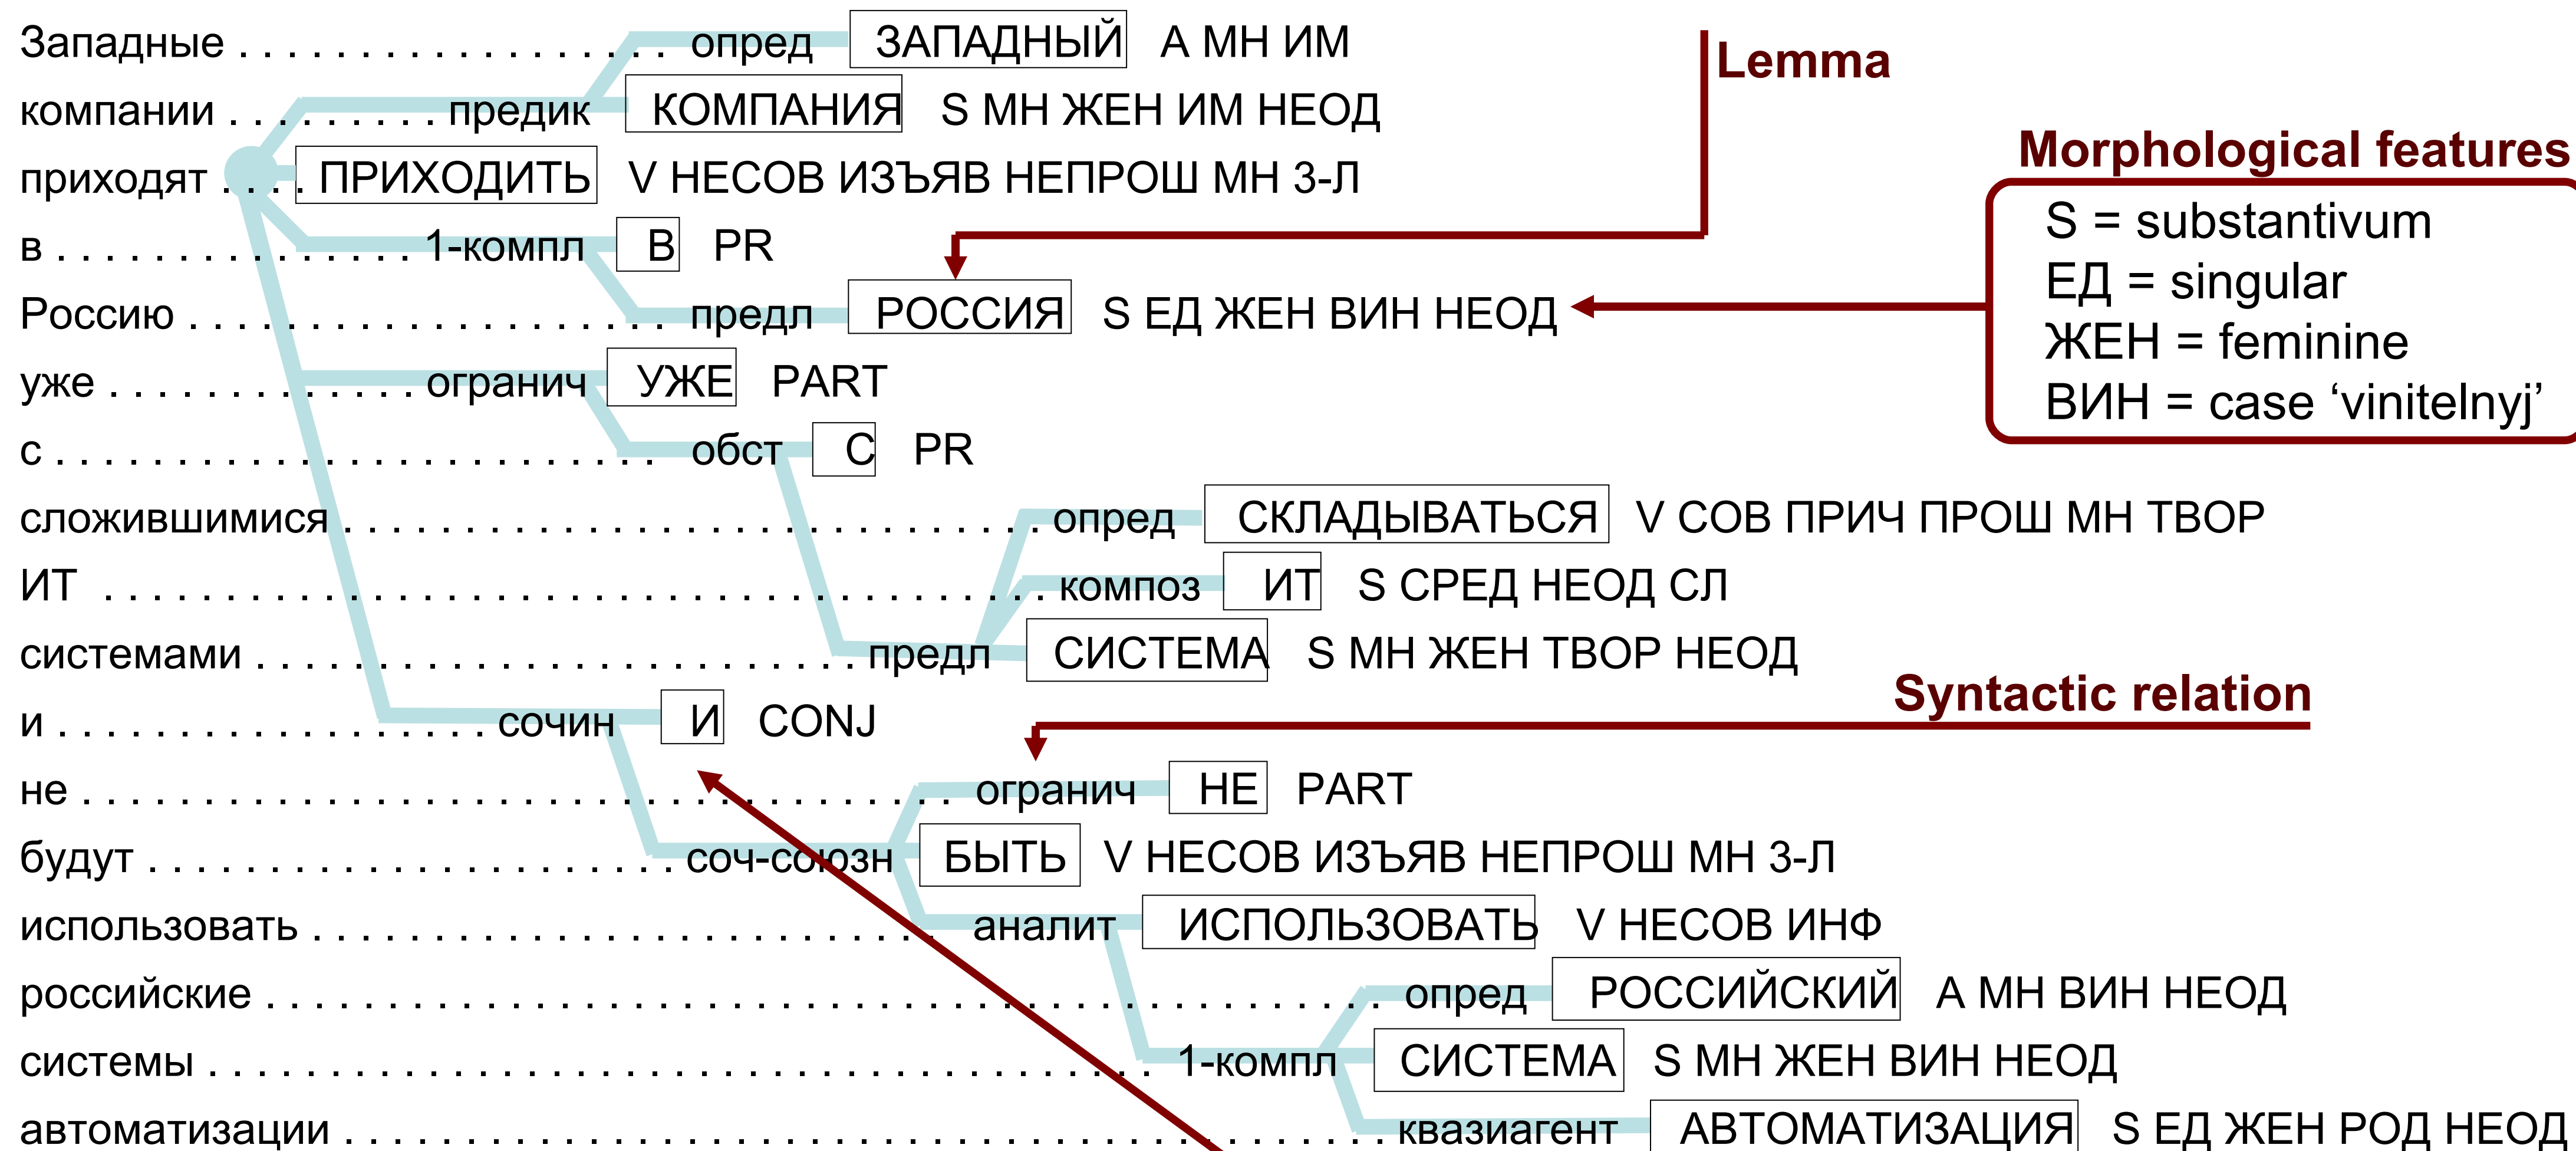 Западные . . . . . . . . . . . . . . . . . . опред ЗАПАДНЫЙ А МН ИМ
Lemma
компании . . . . . . . . . предик КОМПАНИЯ S МН ЖЕН ИМ НЕОД
Morphological features
приходят . . . . ПРИХОДИТЬ V НЕСОВ ИЗЪЯВ НЕПРОШ МН 3-Л
S = substantivum
в . . . . . . . . . . . . . . . 1-компл В PR
ЕД = singular
Россию . . . . . . . . . . . . . . . . . . . . предл РОССИЯ S ЕД ЖЕН ВИН НЕОД
ЖЕН = feminine
уже . . . . . . . . . . . . . огранич УЖЕ PART
ВИН = case ‘vinitelnyj’
с . . . . . . . . . . . . . . . . . . . . . . . . . обст С PR
сложившимися . . . . . . . . . . . . . . . . . . . . . . . . . . . . . опред СКЛАДЫВАТЬСЯ V СОВ ПРИЧ ПРОШ МН ТВОР
ИТ . . . . . . . . . . . . . . . . . . . . . . . . . . . . . . . . . . . . . . . композ ИТ S СРЕД НЕОД СЛ
системами . . . . . . . . . . . . . . . . . . . . . . . . . предл СИСТЕМА S МН ЖЕН ТВОР НЕОД
Syntactic relation
и . . . . . . . . . . . . . . . . . . сочин И CONJ
не . . . . . . . . . . . . . . . . . . . . . . . . . . . . . . . . . . . . огранич НЕ PART
будут . . . . . . . . . . . . . . . . . . . . . . соч-союзн БЫТЬ V НЕСОВ ИЗЪЯВ НЕПРОШ МН 3-Л
использовать . . . . . . . . . . . . . . . . . . . . . . . . . . аналит ИСПОЛЬЗОВАТЬ V НЕСОВ ИНФ
российские . . . . . . . . . . . . . . . . . . . . . . . . . . . . . . . . . . . . . . . . . . . . . . опред РОССИЙСКИЙ А МН ВИН НЕОД
системы . . . . . . . . . . . . . . . . . . . . . . . . . . . . . . . . . . . . . . . 1-компл СИСТЕМА S МН ЖЕН ВИН НЕОД
автоматизации . . . . . . . . . . . . . . . . . . . . . . . . . . . . . . . . . . . . . . . . . . . квазиагент АВТОМАТИЗАЦИЯ S ЕД ЖЕН РОД НЕОД